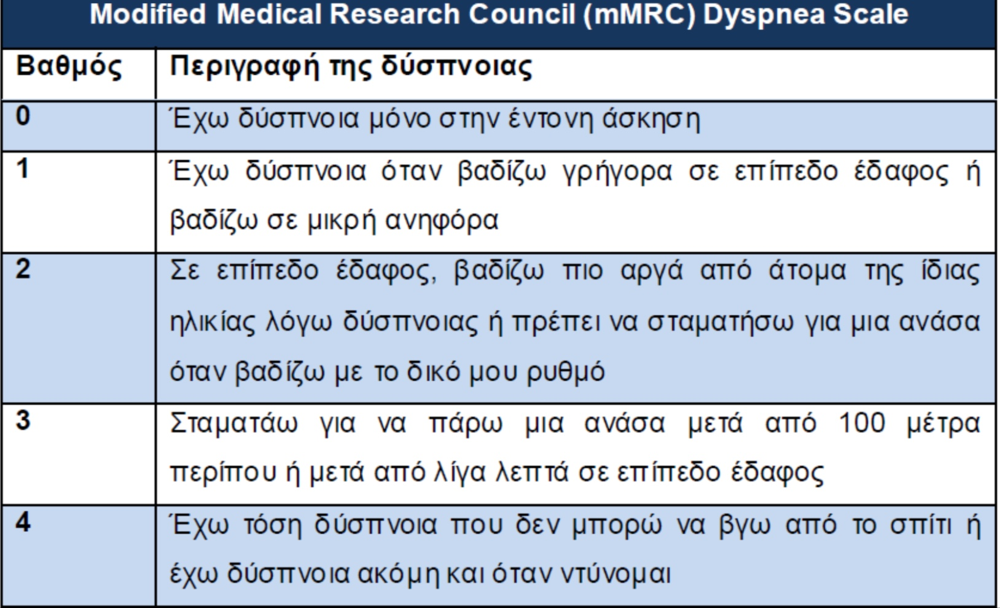 Modified Medical Research Council (mMRC) Dyspnea Scale
Βαθμός Περιγραφή της δύσπνοιας
0 Έχω δύσπνοια μόνο στην έντονη άσκηση
1 Έχω δύσπνοια όταν βαδίζω γρήγορα σε επίπεδο έδαφος ή
βαδίζω σε μικρή ανηφόρα
2 Σε επίπεδο έδαφος, βαδίζω πιο αργά από άτομα της ίδιας
ηλικίας λόγω δύσπνοιας ή πρέπει να σταματήσω για μια ανάσα
όταν βαδίζω με το δικό μου ρυθμό
3 Σταματάω για να πάρω μια ανάσα μετά από 100 μέτρα
περίπου ή μετά από λίγα λεπτά σε επίπεδο έδαφος
4 Έχω τόση δύσπνοια που δεν μπορώ να βγω από το σπίτι ή
έχω δύσπνοια ακόμη και όταν ντύνομαι